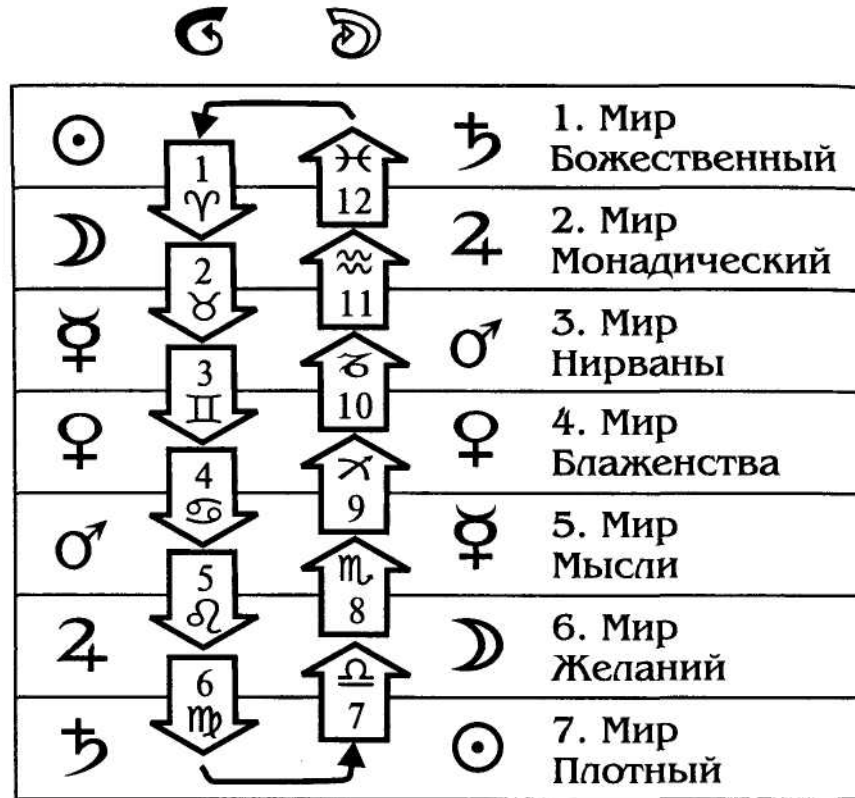 ☉ 1 ♈ ♓ 12 ♄ 1. Мир
Божественный
☽ 2 ♉ ♒ 11 ♃ 2. Мир
Монадический
☿ 3 ♊ ♑ 10 ♂ 3. Мир
Нирваны
♀ 4 ♋ ♐ 9 ♀ 4. Мир
Блаженства
♂ 5 ♌ ♏ 8 ☿ 5. Мир
Мысли
♃ 6 ♍ ♎ 7 ☽ 6. Мир
Желаний
♄ ☉ 7. Мир
Плотный